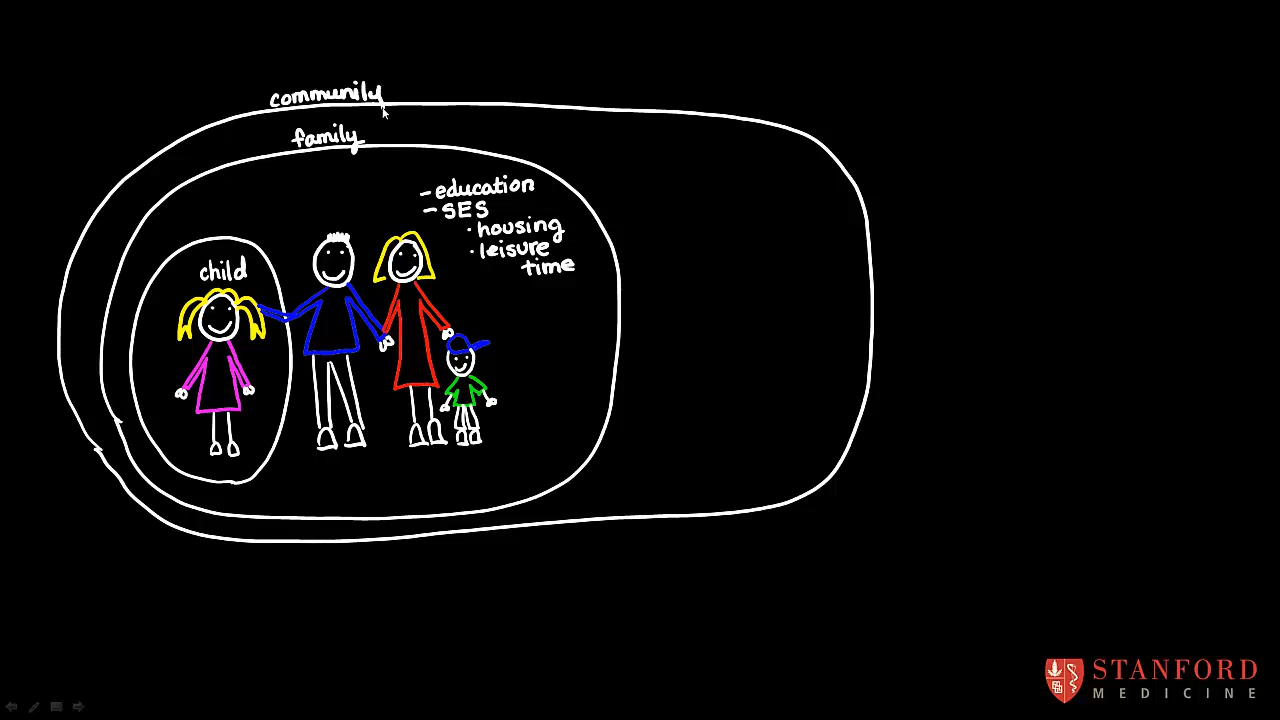 community
family
- education
- SES
· housing
· leisure
time
child
STANFORD
MEDICINE